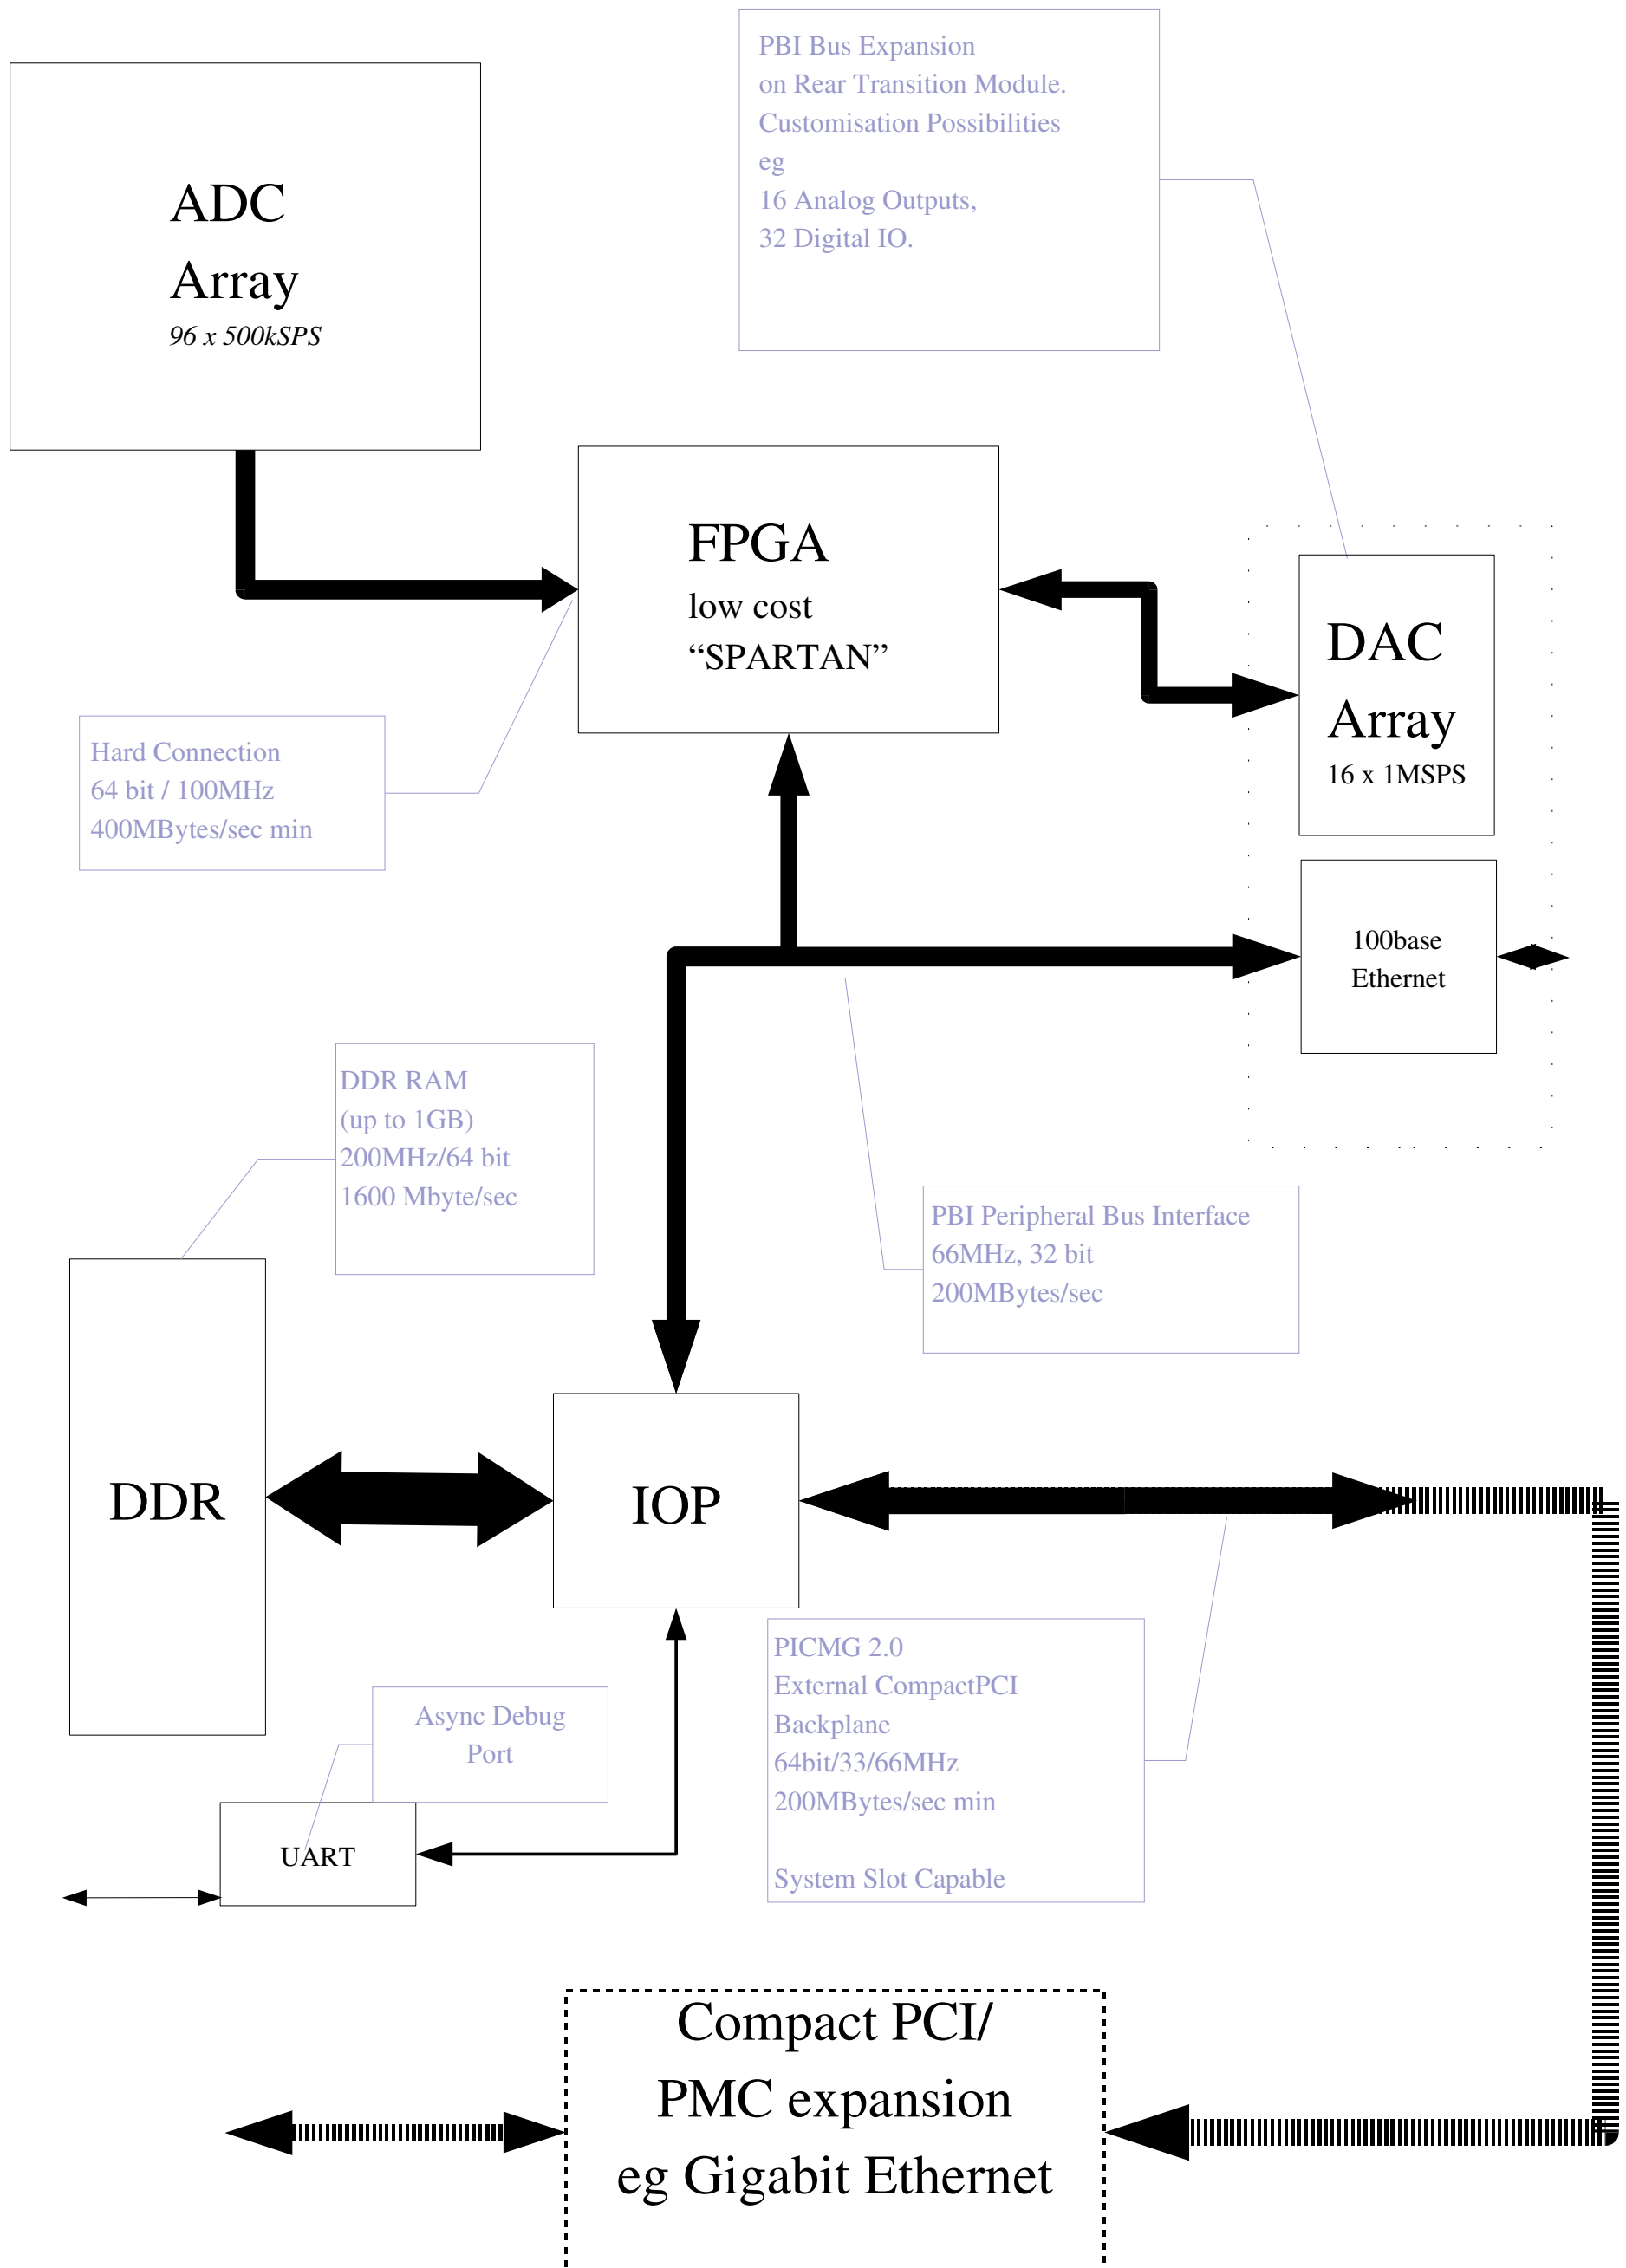 PBI Bus Expansion
on Rear Transition Module.
Customisation Possibilities
eg
16 Analog Outputs,
32 Digital IO.
ADC
Array
96 x 500kSPS
FPGA
low cost
“SPARTAN”
DAC
Array
16 x 1MSPS
Hard Connection
64 bit / 100MHz
400MBytes/sec min
100base
Ethernet
DDR RAM
(up to 1GB)
200MHz/64 bit
1600 Mbyte/sec
PBI Peripheral Bus Interface
66MHz, 32 bit
200MBytes/sec
DDR
IOP
PICMG 2.0
External CompactPCI
Backplane
64bit/33/66MHz
200MBytes/sec min
System Slot Capable
Async Debug
Port
UART
Compact PCI/
PMC expansion
eg Gigabit Ethernet